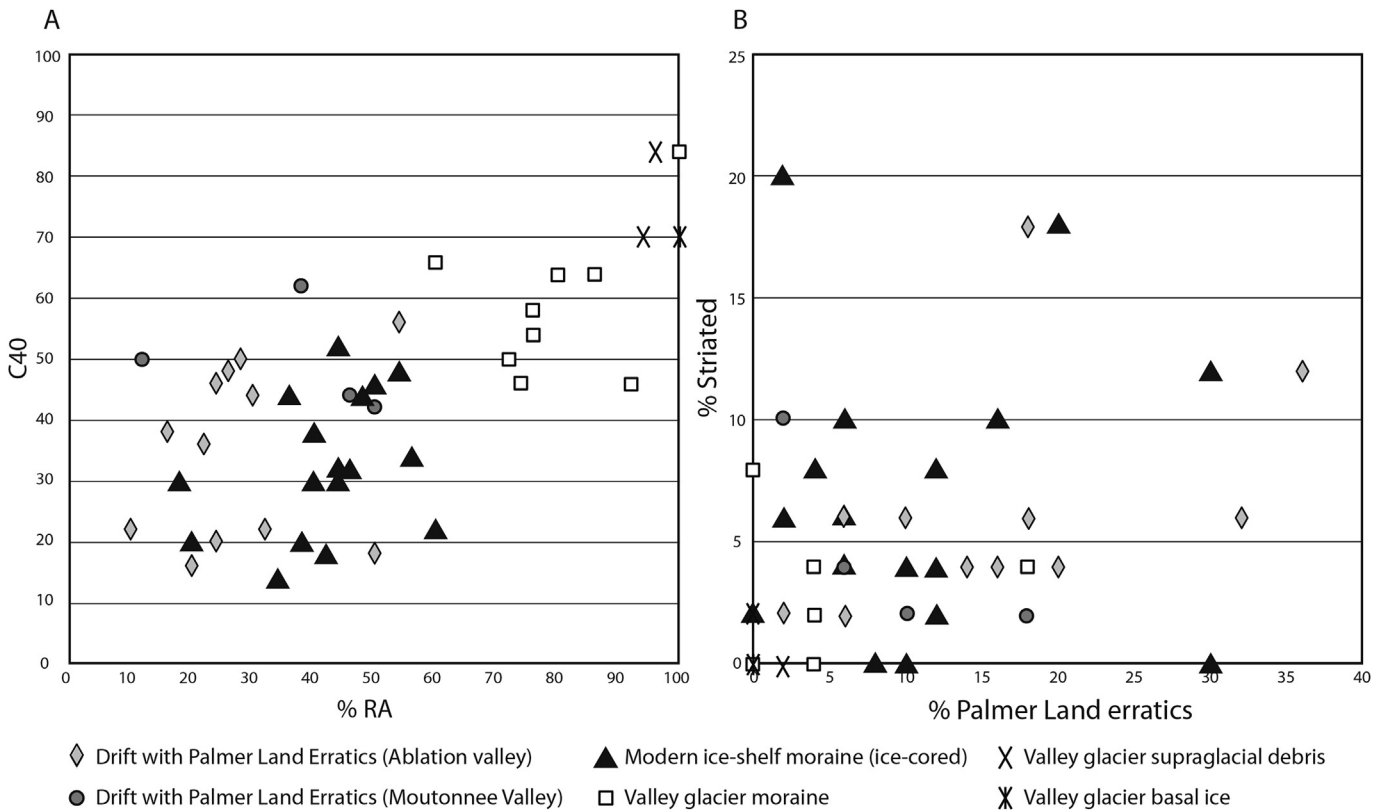 A
B
100
90
80
70
60
50
40
30
20
10
0
C40
0 10 20 30 40 50 60 70 80 90 100
% RA
25
20
15
10
5
0
% Striated
0 5 10 15 20 25 30 35 40
% Palmer Land erratics
Drift with Palmer Land Erratics (Ablation valley)
Modern ice-shelf moraine (ice-cored)
Valley glacier supraglacial debris
Drift with Palmer Land Erratics (Moutonnee Valley)
Valley glacier moraine
Valley glacier basal ice